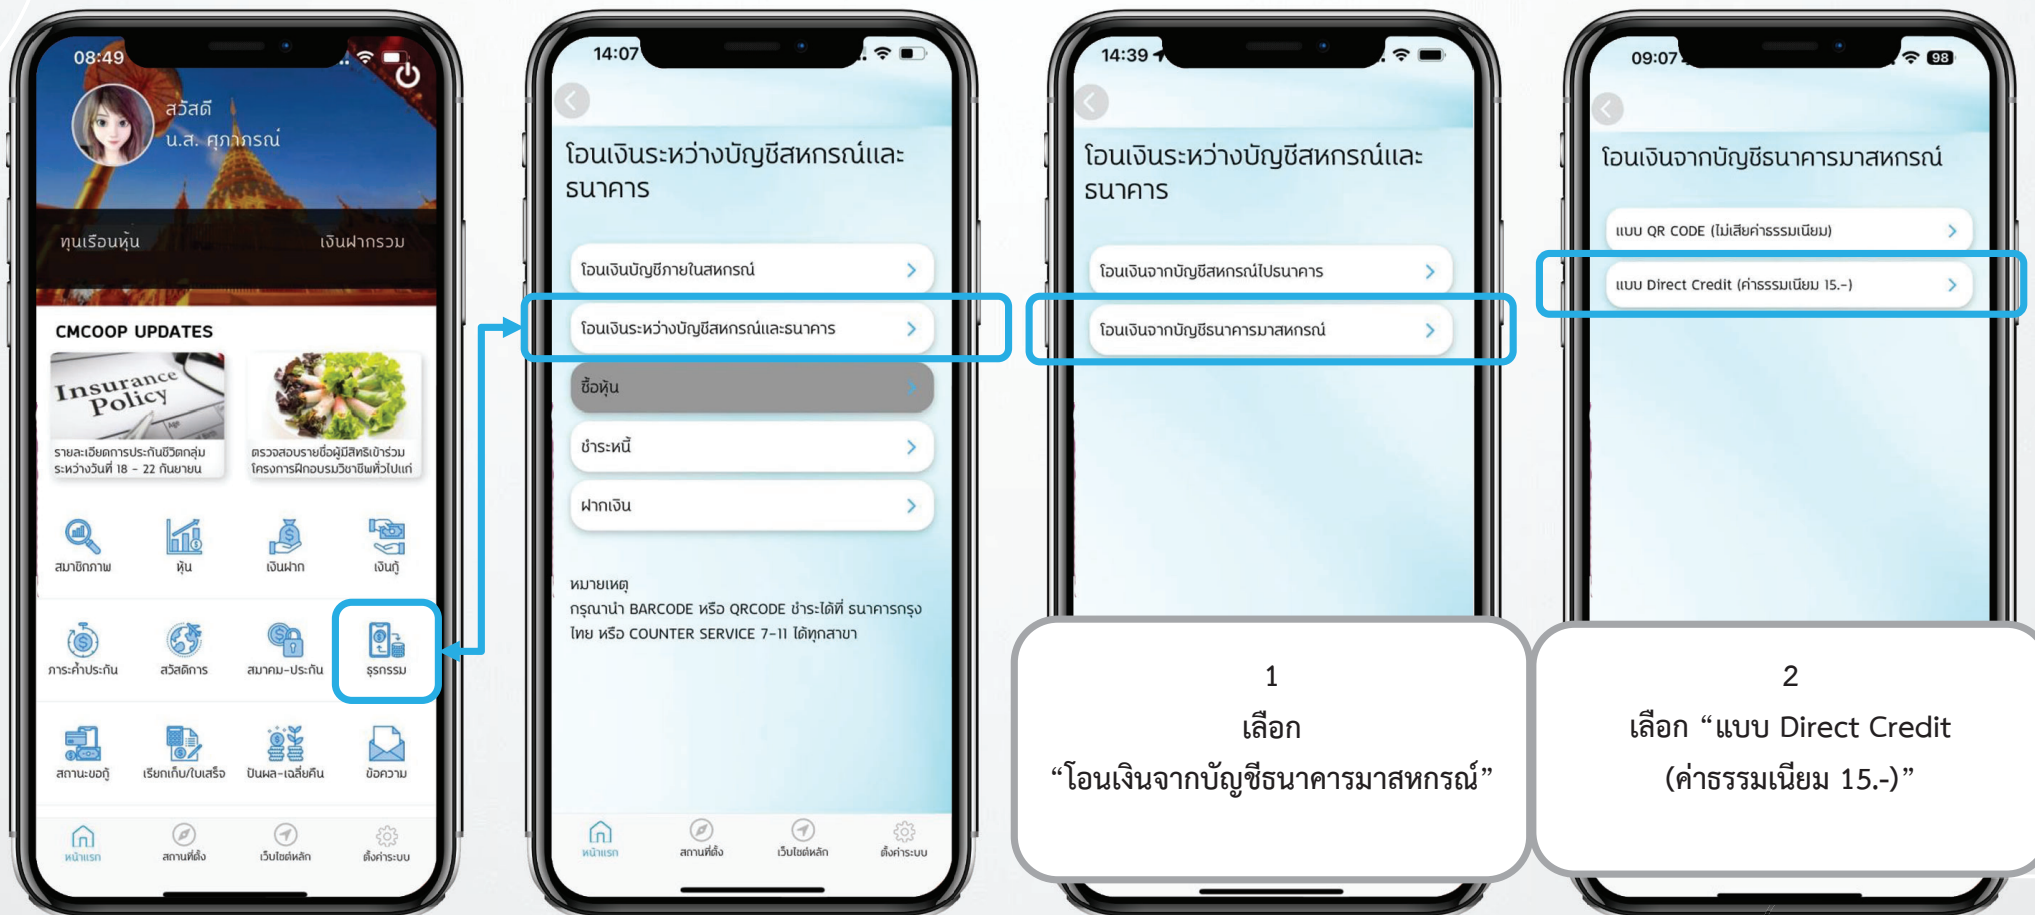 08:49
สวัสดี
น.ส. ศุภาภรณ์
ทุนเรือนหุ้น
เงินฝากรวม
CMCOOP UPDATES
Insurance
Policy
Age
รายละเอียดการประกันชีวิตกลุ่ม
ระหว่างวันที่ 18 - 22 กันยายน
ตรวจสอบรายชื่อผู้มีสิทธิเข้าร่วม
โครงการฝึกอบรมวิชาชีพทั่วไปแก่
สมาชิกภาพ
หุ้น
เงินฝาก
เงินกู้
ภาระค้ำประกัน
สวัสดิการ
สมาคม-ประกัน
ธุรกรรม
สถานะขอกู้
เรียกเก็บ/ใบเสร็จ
ปันผล-เฉลี่ยคืน
ข้อความ
หน้าแรก
สถานที่ตั้ง
เว็บไซต์หลัก
ตั้งค่าระบบ
14:07
โอนเงินระหว่างบัญชีสหกรณ์และ
ธนาคาร
โอนเงินบัญชีภายในสหกรณ์
โอนเงินระหว่างบัญชีสหกรณ์และธนาคาร
ซื้อหุ้น
ชำระหนี้
ฝากเงิน
หมายเหตุ
กรุณานำ BARCODE หรือ QRCODE ชำระได้ที่ ธนาคารกรุง
ไทย หรือ COUNTER SERVICE 7-11 ได้ทุกสาขา
หน้าแรก
สถานที่ตั้ง
เว็บไซต์หลัก
ตั้งค่าระบบ
14:39
โอนเงินระหว่างบัญชีสหกรณ์และ
ธนาคาร
โอนเงินจากบัญชีสหกรณ์ไปธนาคาร
โอนเงินจากบัญชีธนาคารมาสหกรณ์
1
เลือก
“โอนเงินจากบัญชีธนาคารมาสหกรณ์”
09:07
98
โอนเงินจากบัญชีธนาคารมาสหกรณ์
แบบ QR CODE (ไม่เสียค่าธรรมเนียม)
แบบ Direct Credit (ค่าธรรมเนียม 15.-)
2
เลือก “แบบ Direct Credit
(ค่าธรรมเนียม 15.-)”